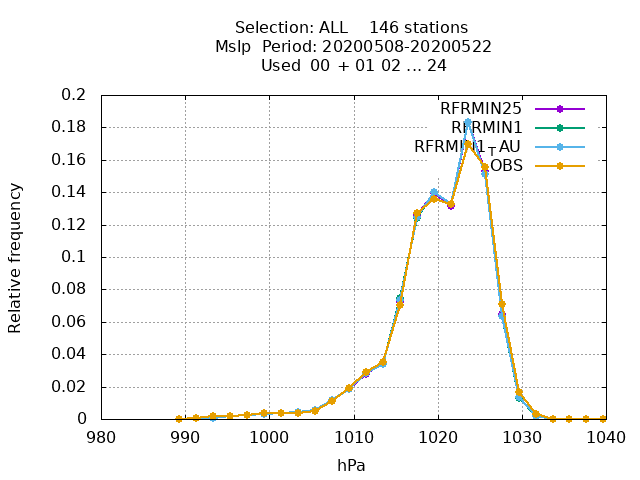 Selection: ALL    146 stations
Mslp  Period: 20200508-20200522
Used  00 + 01 02 ... 24
0.2
0.18
0.16
0.14
0.12
0.1
0.08
0.06
0.04
0.02
0
Relative frequency
RFRMIN25
RFRMIN1
RFRMIN1_TAU
OBS
980 990 1000 1010 1020 1030 1040
hPa